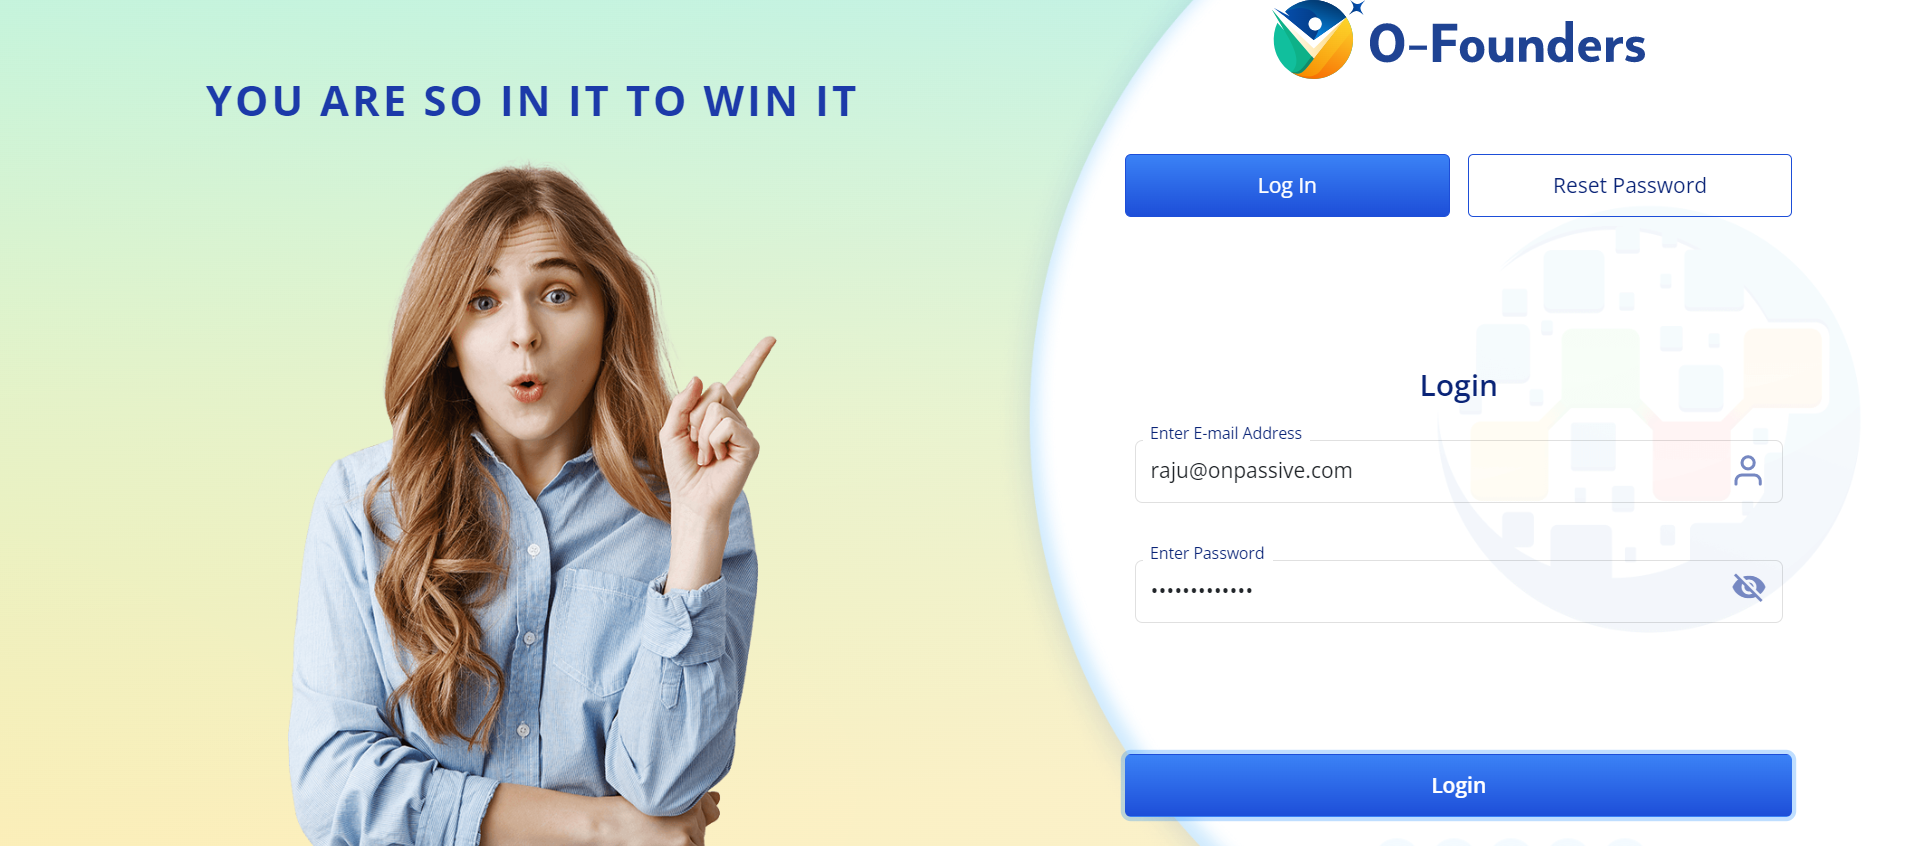 YOU ARE SO IN IT TO WIN IT
O-Founders
Log In
Reset Password
Login
Enter E-mail Address
raju@onpassive.com
Enter Password
•••••••••••••
Login